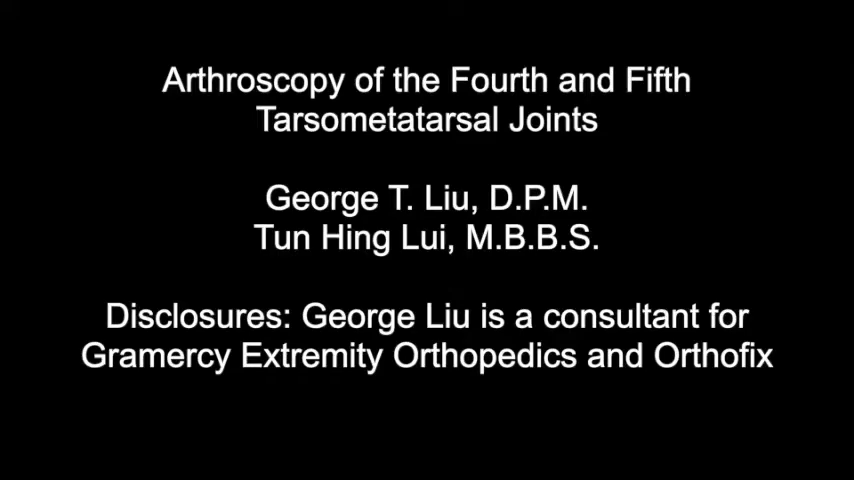 Arthroscopy of the Fourth and Fifth
Tarsometatarsal Joints
George T. Liu, D.P.M.
Tun Hing Lui, M.B.B.S.
Disclosures: George Liu is a consultant for
Gramercy Extremity Orthopedics and Orthofix